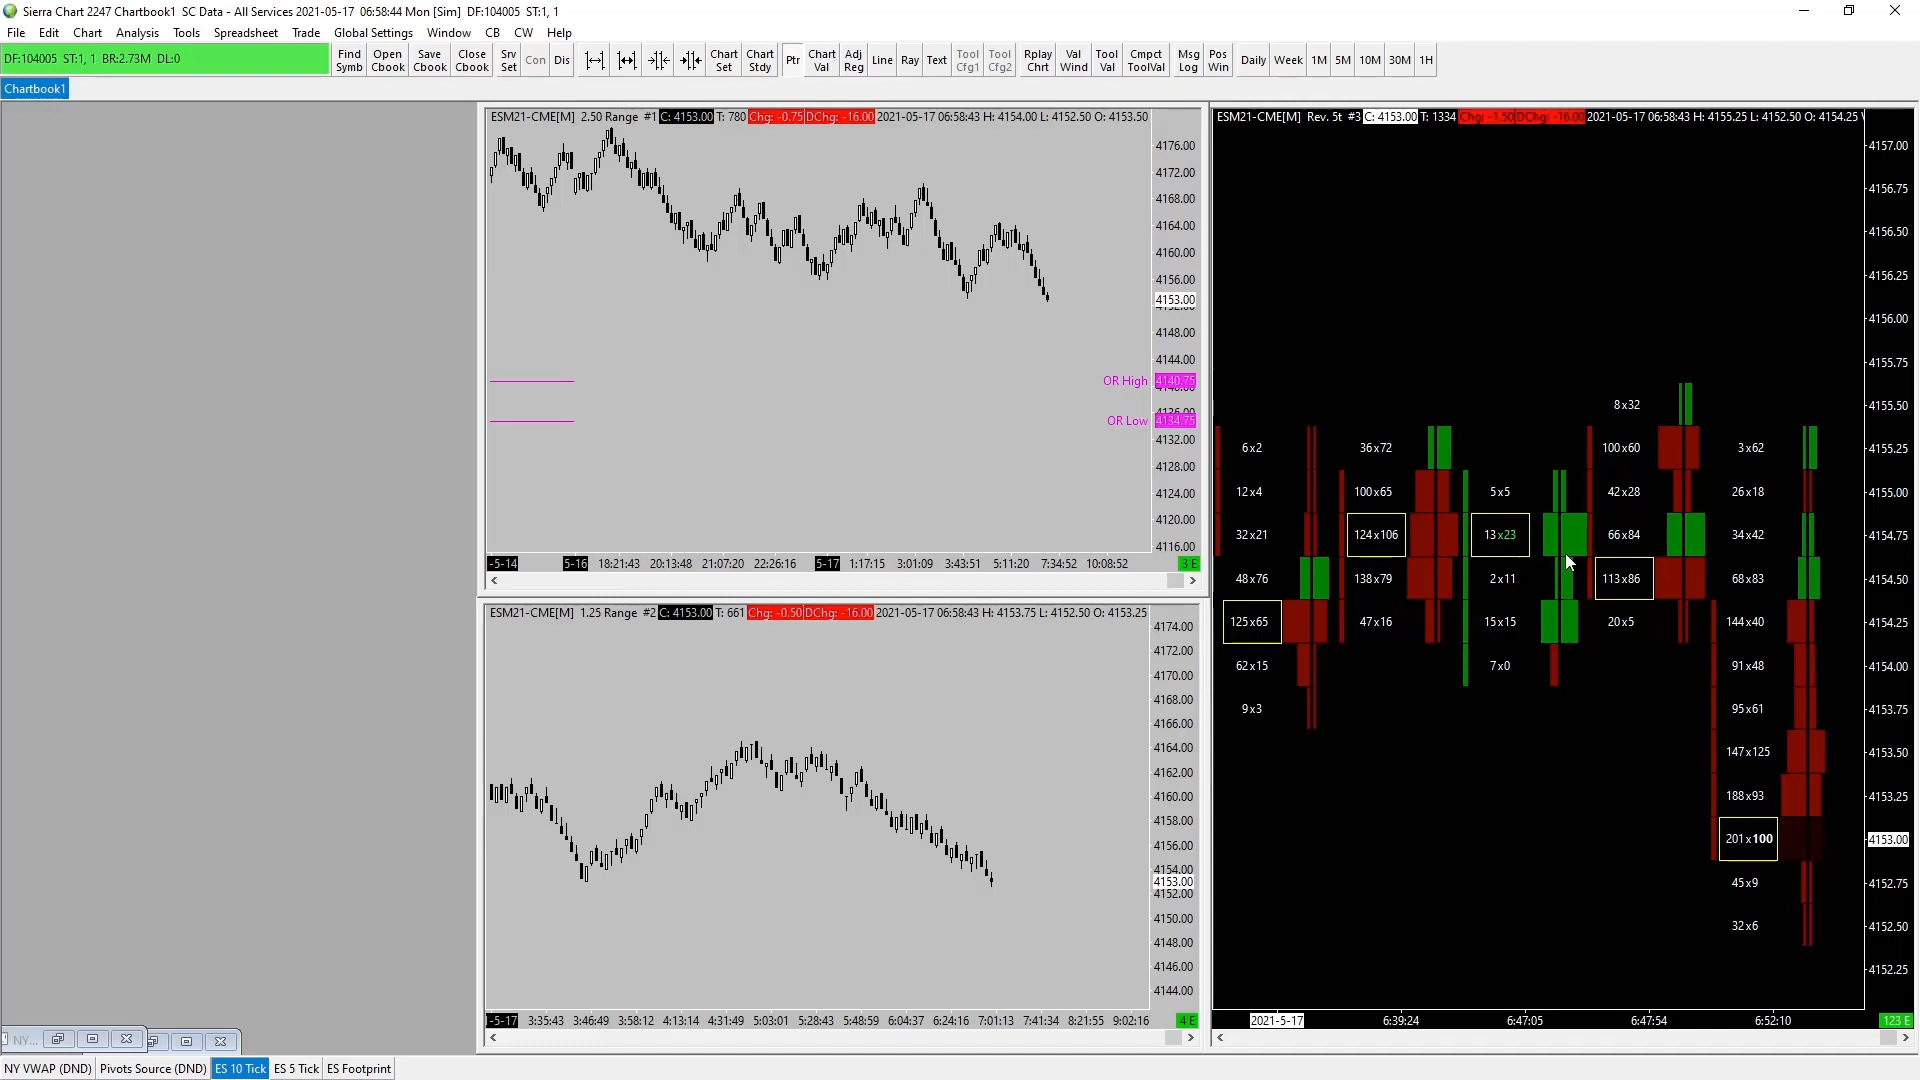 Sierra Chart 2247 Chartbook1  SC Data - All Services 2021-05-17  06:58:44 Mon [Sim]  DF:104005  ST:1, 1
File Edit Chart Analysis Tools Spreadsheet Trade Global Settings Window CB CW Help
DF:104005  ST:1, 1  BR:2.73M  DL:0
Find Symb Open Cbook Save Cbook Close Cbook Srv Set Con Dis Chart Set Chart Stdy Ptr Chart Val Adj Reg Line Ray Text Tool Cfg1 Tool Cfg2 Rplay Chrt Val Wind Tool Val Cmpct ToolVal Msg Log Pos Win Daily Week 1M 5M 10M 30M 1H
Chartbook1
ESM21-CME[M]  2.50 Range  #1 C: 4153.00 T: 780 Chg: -0.75 DChg: -16.00 2021-05-17 06:58:43 H: 4154.00 L: 4152.50 O: 4153.50
4176.00
4172.00
4168.00
4164.00
4160.00
4156.00
4153.00
4148.00
4144.00
OR High 4140.75
4136.00
OR Low 4134.75
4132.00
4128.00
4124.00
4120.00
4116.00
-5-14 5-16 18:21:43 20:13:48 21:07:20 22:26:16 5-17 1:17:15 3:01:09 3:43:51 5:11:20 7:34:52 10:08:52 3 E
ESM21-CME[M]  1.25 Range  #2 C: 4153.00 T: 661 Chg: -0.50 DChg: -16.00 2021-05-17 06:58:43 H: 4153.75 L: 4152.50 O: 4153.25
4174.00
4172.00
4170.00
4168.00
4166.00
4164.00
4162.00
4160.00
4158.00
4156.00
4154.00
4153.00
4152.00
4150.00
4148.00
4146.00
4144.00
-5-17 3:35:43 3:46:49 3:58:12 4:13:14 4:31:49 5:03:01 5:28:43 5:48:59 6:04:37 6:24:16 7:01:13 7:41:34 8:21:55 9:02:16 4 E
ESM21-CME[M]  Rev. 5t  #3 C: 4153.00 T: 1334 Chg: -1.50 DChg: -16.00 2021-05-17 06:58:43 H: 4155.25 L: 4152.50 O: 4154.25
4157.00
4156.75
4156.50
4156.25
4156.00
4155.75
8x32 4155.50
6x2 36x72 100x60 3x62 4155.25
12x4 100x65 5x5 42x28 26x18 4155.00
32x21 124x106 13x23 66x84 34x42 4154.75
48x76 138x79 2x11 113x86 68x83 4154.50
125x65 47x16 15x15 20x5 144x40 4154.25
62x15 7x0 91x48 4154.00
9x3 95x61 4153.75
147x125 4153.50
188x93 4153.25
201x100 4153.00
45x9 4152.75
32x6 4152.50
4152.25
2021-5-17 6:39:24 6:47:05 6:47:54 6:52:10 123 E
NY...
NY VWAP (DND) Pivots Source (DND) ES 10 Tick ES 5 Tick ES Footprint